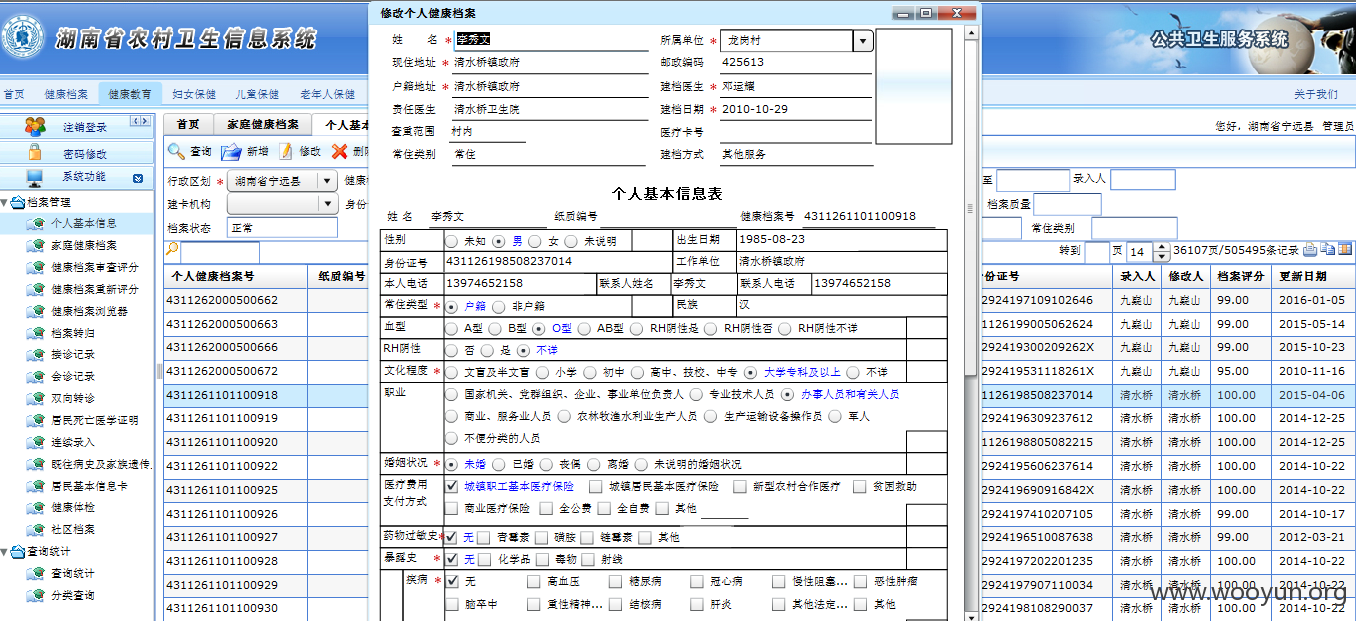 湖南省农村卫生信息系统
公共卫生服务系统
首页 健康档案 健康教育 妇女保健 儿童保健 老年人保健 关于我们
注销登录
密码修改
系统功能
档案管理
个人基本信息
家庭健康档案
健康档案审查评分
健康档案重新评分
健康档案浏览器
档案转归
接诊记录
会诊记录
双向转诊
居民死亡医学证明
连续录入
既住病史及家族遗传
居民基本信息卡
健康体检
社区档案
查询统计
查询统计
分类查询
首页 家庭健康档案 个人基本
您好，湖南省宁远县 管理员
查询 新增 修改 删
行政区划 * 湖南省宁远县 健康
至 录入人
建卡机构 身份
档案质量
档案状态 正常
常住类别
转到 页 14 36107页/505495条记录
个人健康档案号 纸质编号
4311262000500662
4311262000500663
4311262000500666
4311262000500672
4311261101100918
4311261101100919
4311261101100920
4311261101100922
4311261101100925
4311261101100926
4311261101100927
4311261101100928
4311261101100929
4311261101100930
份证号 录入人 修改人 档案评分 更新日期
2924197109102646 九嶷山 九嶷山 99.00 2016-01-05
1126199005062624 九嶷山 九嶷山 99.00 2015-05-14
292419300209262X 九嶷山 九嶷山 99.00 2015-10-23
292419531118261X 九嶷山 九嶷山 95.00 2010-11-16
1126198508237014 清水桥 清水桥 100.00 2015-04-06
1126196309237612 清水桥 清水桥 100.00 2014-12-25
1126198805082215 清水桥 清水桥 100.00 2014-12-25
2924195606237614 清水桥 清水桥 100.00 2014-10-22
292419690916842X 清水桥 清水桥 100.00 2014-10-22
2924197410207105 清水桥 清水桥 99.00 2014-10-17
2924196510087638 清水桥 清水桥 99.00 2012-03-21
2924197202201235 清水桥 清水桥 100.00 2014-10-22
2924197907110034 清水桥 清水桥 100.00 2014-10-22
2924198108290037 清水桥 清水桥 100.00 2014-10-22
修改个人健康档案
姓 名 * 李秀文 所属单位 * 龙岗村
现住地址 * 清水桥镇政府 邮政编码 425613
户籍地址 * 清水桥镇政府 建档医生 * 邓运耀
责任医生 清水桥卫生院 建档日期 * 2010-10-29
查重范围 村内 医疗卡号
常住类别 常住 建档方式 其他服务
个人基本信息表
姓 名 李秀文 纸质编号 健康档案号 4311261101100918
性别 未知 男 女 未说明 出生日期 1985-08-23
身份证号 431126198508237014 工作单位 清水桥镇政府
本人电话 13974652158 联系人姓名 李秀文 联系人电话 13974652158
常住类型 * 户籍 非户籍 民族 汉
血型 A型 B型 O型 AB型 RH阴性是 RH阴性否 RH阴性不详
RH阴性 否 是 不详
文化程度 * 文盲及半文盲 小学 初中 高中、技校、中专 大学专科及以上 不详
职业 国家机关、党群组织、企业、事业单位负责人 专业技术人员 办事人员和有关人员
商业、服务业人员 农林牧渔水利业生产人员 生产运输设备操作员 军人
不便分类的人员
婚姻状况 * 未婚 已婚 丧偶 离婚 未说明的婚姻状况
医疗费用支付方式 城镇职工基本医疗保险 城镇居民基本医疗保险 新型农村合作医疗 贫困救助
商业医疗保险 全公费 全自费 其他
药物过敏史 * 无 青霉素 磺胺 链霉素 其他
暴露史 * 无 化学品 毒物 射线
疾病 * 无 高血压 糖尿病 冠心病 慢性阻塞... 恶性肿瘤
脑卒中 重性精神... 结核病 肝炎 其他法定... 其他
www.wooyun.org